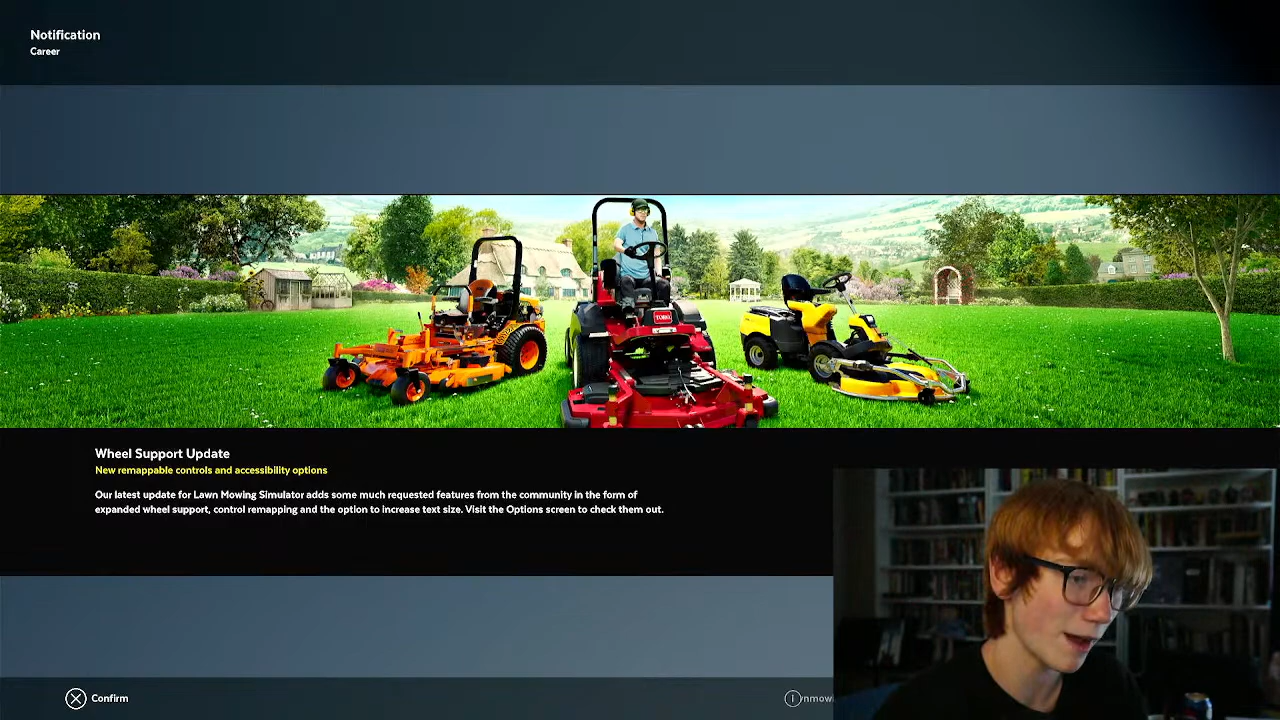 Notification
Career
TORO
Wheel Support Update
New remappable controls and accessibility options
Our latest update for Lawn Mowing Simulator adds some much requested features from the community in the form of
expanded wheel support, control remapping and the option to increase text size. Visit the Options screen to check them out.
Confirm